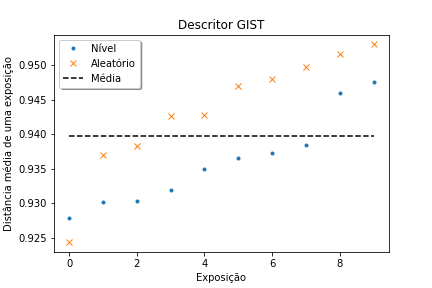 Descritor GIST
Distância média de uma exposição
0.950
0.945
0.940
0.935
0.930
0.925
Nível
Aleatório
Média
0 2 4 6 8
Exposição